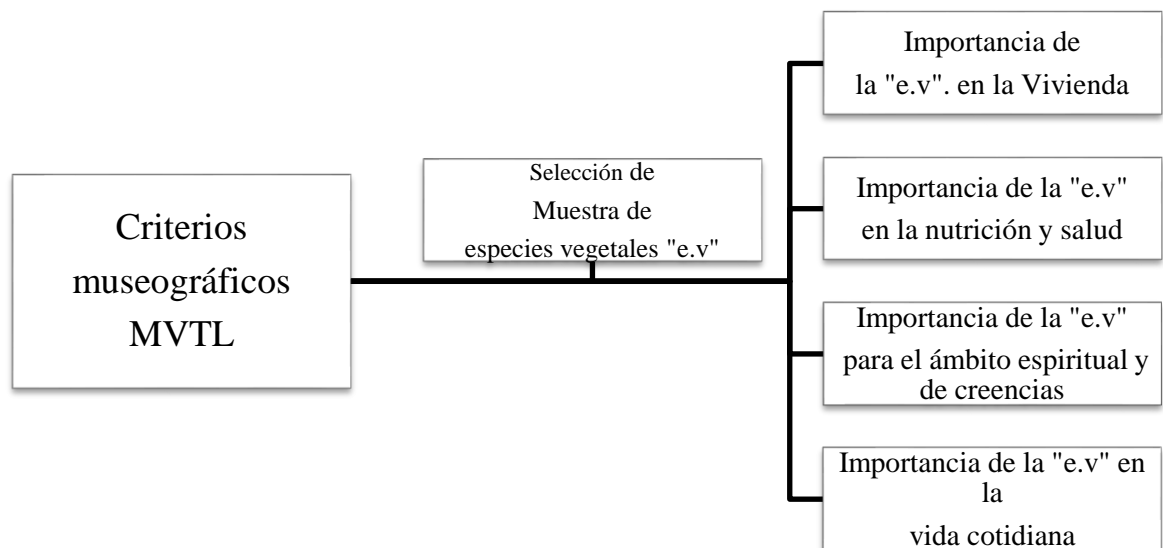 Criterios
museográficos
MVTL
Selección de
Muestra de
especies vegetales "e.v"
Importancia de
la "e.v". en la Vivienda
Importancia de la "e.v"
en la nutrición y salud
Importancia de la "e.v"
para el ámbito espiritual y
de creencias
Importancia de la "e.v" en
la
vida cotidiana